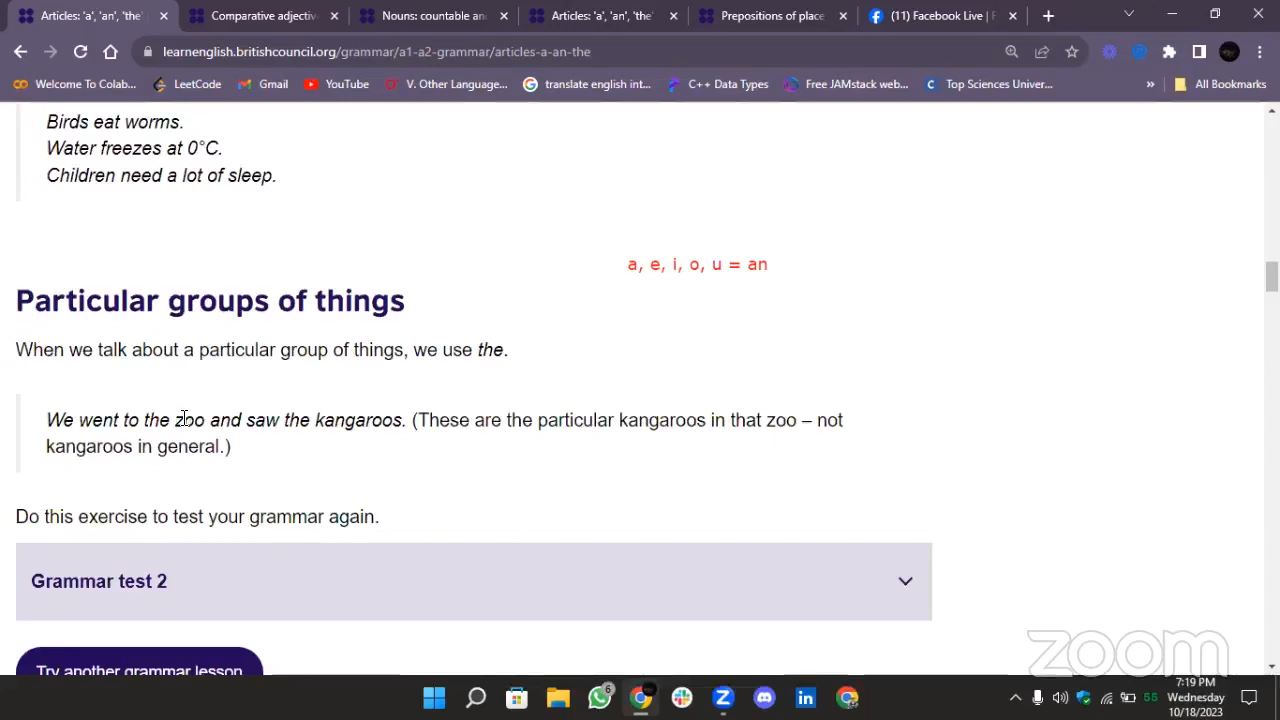 Articles: 'a', 'an', 'the'
Comparative adjectiv
Nouns: countable an
Articles: 'a', 'an', 'the'
Prepositions of place
(11) Facebook Live | F
learnenglish.britishcouncil.org/grammar/a1-a2-grammar/articles-a-an-the
Welcome To Colab...
LeetCode
Gmail
YouTube
V. Other Language...
translate english int...
C++ Data Types
Free JAMstack web...
Top Sciences Univer...
»
All Bookmarks
Birds eat worms.
Water freezes at 0°C.
Children need a lot of sleep.
a, e, i, o, u = an
Particular groups of things
When we talk about a particular group of things, we use the.
We went to the zoo and saw the kangaroos. (These are the particular kangaroos in that zoo – not
kangaroos in general.)
Do this exercise to test your grammar again.
Grammar test 2
Try another grammar lesson
zoom
6
55
7:19 PM
Wednesday
10/18/2023